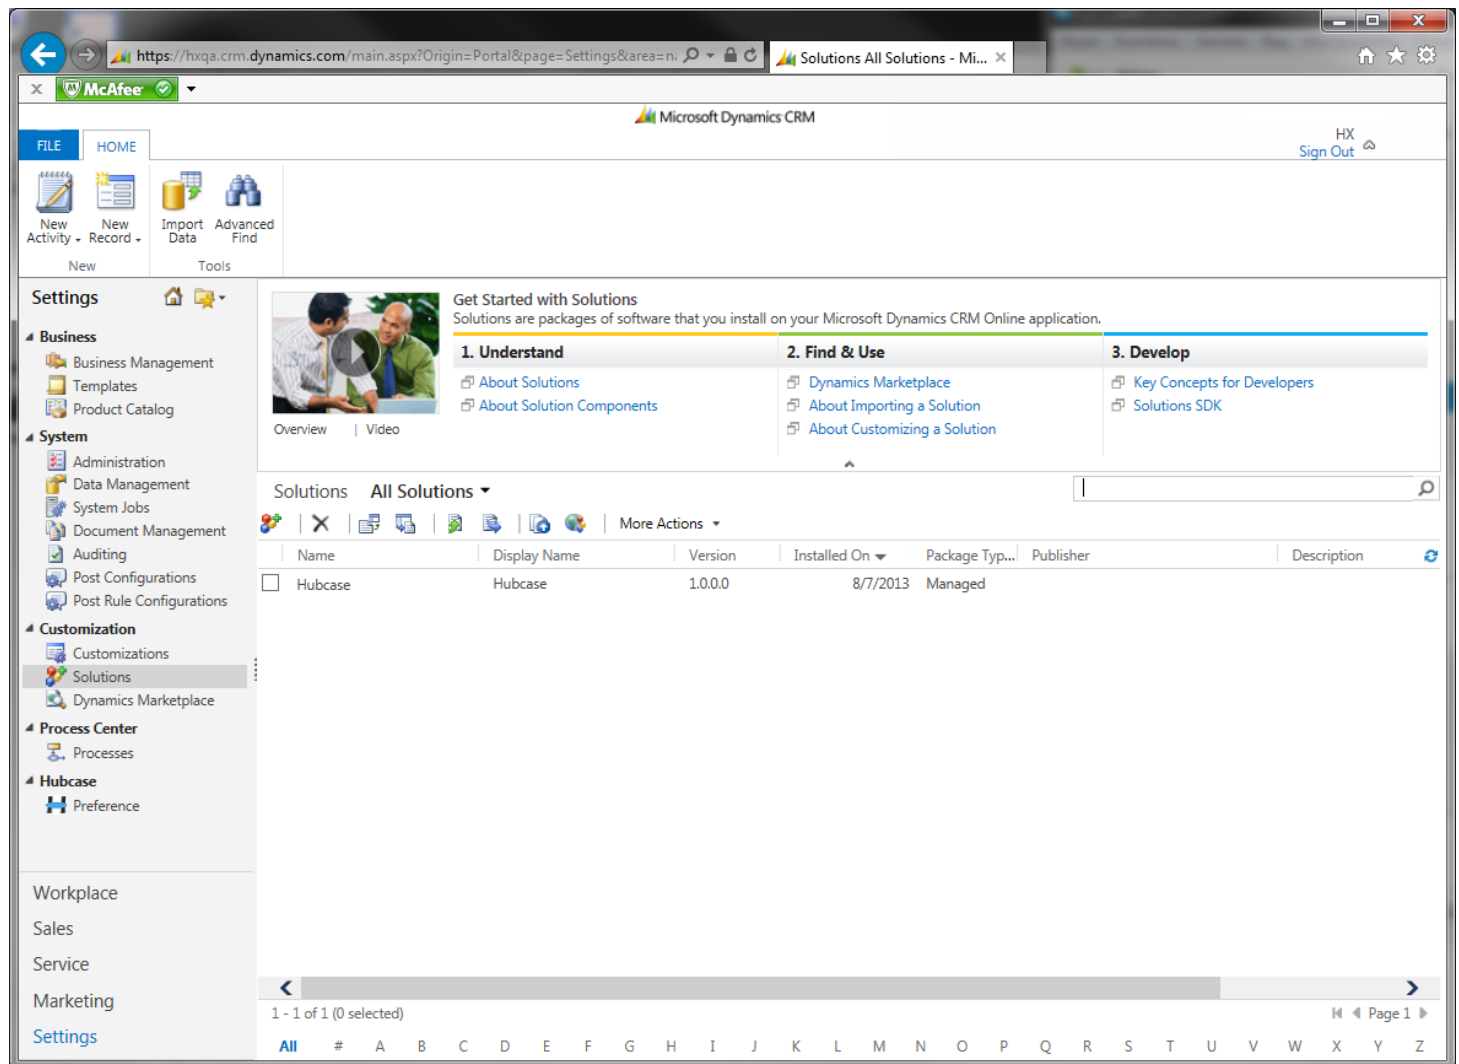 https://hxqa.crm.dynamics.com/main.aspx?Origin=Portal&page=Settings&area=n
Solutions All Solutions - Mi...
McAfee
Microsoft Dynamics CRM
FILE HOME
HX
Sign Out
New Activity
New Record
Import Data
Advanced Find
New
Tools
Settings
Business
Business Management
Templates
Product Catalog
System
Administration
Data Management
System Jobs
Document Management
Auditing
Post Configurations
Post Rule Configurations
Customization
Customizations
Solutions
Dynamics Marketplace
Process Center
Processes
Hubcase
Preference
Workplace
Sales
Service
Marketing
Settings
Get Started with Solutions
Solutions are packages of software that you install on your Microsoft Dynamics CRM Online application.
1. Understand
About Solutions
About Solution Components
2. Find & Use
Dynamics Marketplace
About Importing a Solution
About Customizing a Solution
3. Develop
Key Concepts for Developers
Solutions SDK
Overview | Video
Solutions All Solutions
More Actions
Name Display Name Version Installed On Package Typ... Publisher Description
Hubcase Hubcase 1.0.0.0 8/7/2013 Managed
1 - 1 of 1 (0 selected)
Page 1
All # A B C D E F G H I J K L M N O P Q R S T U V W X Y Z